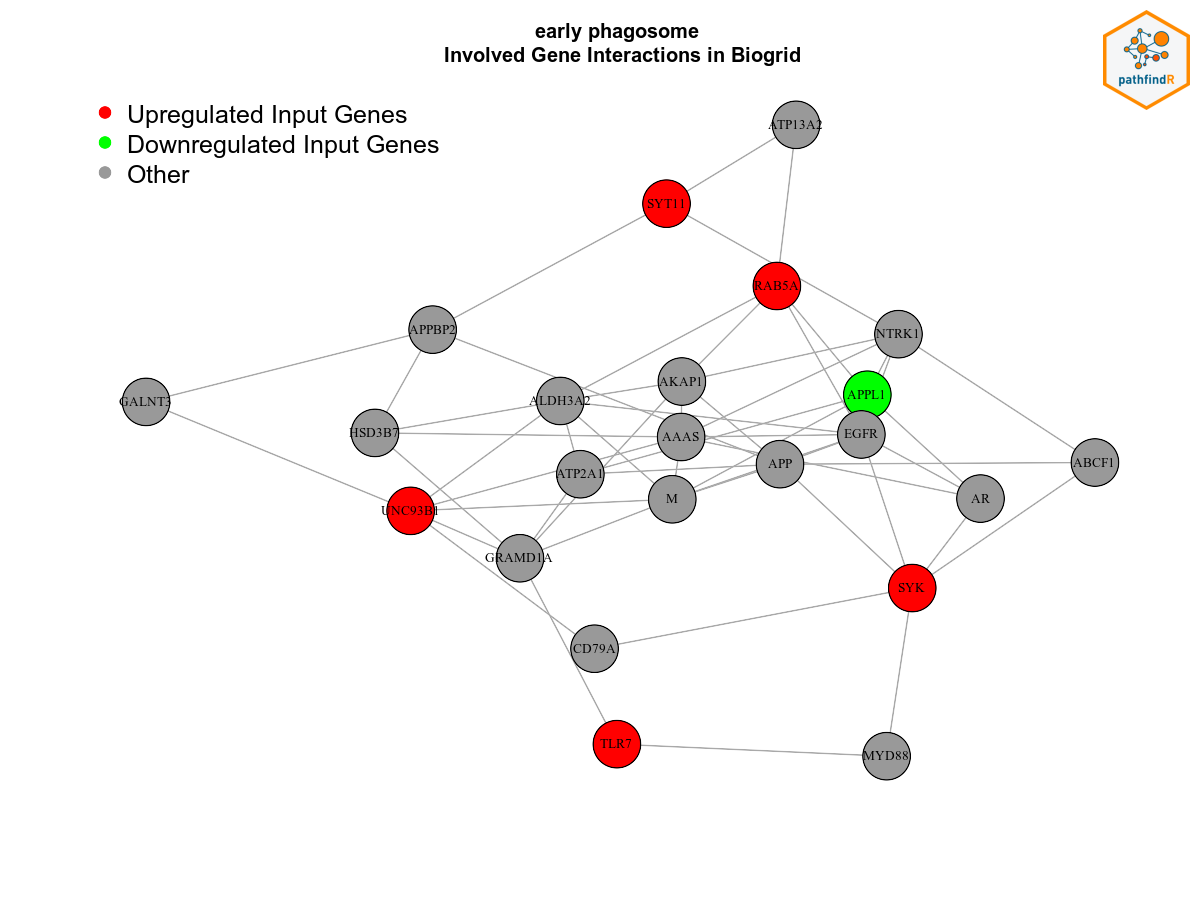 early phagosome
Involved Gene Interactions in Biogrid
pathfindR
Upregulated Input Genes
Downregulated Input Genes
Other
ATP13A2
SYT11
RAB5A
APPBP2
NTRK1
AKAP1
APPL1
GALNT3
ALDH3A2
HSD3B7
AAAS
EGFR
APP
ABCF1
ATP2A1
M
AR
UNC93B1
GRAMD1A
SYK
CD79A
TLR7
MYD88